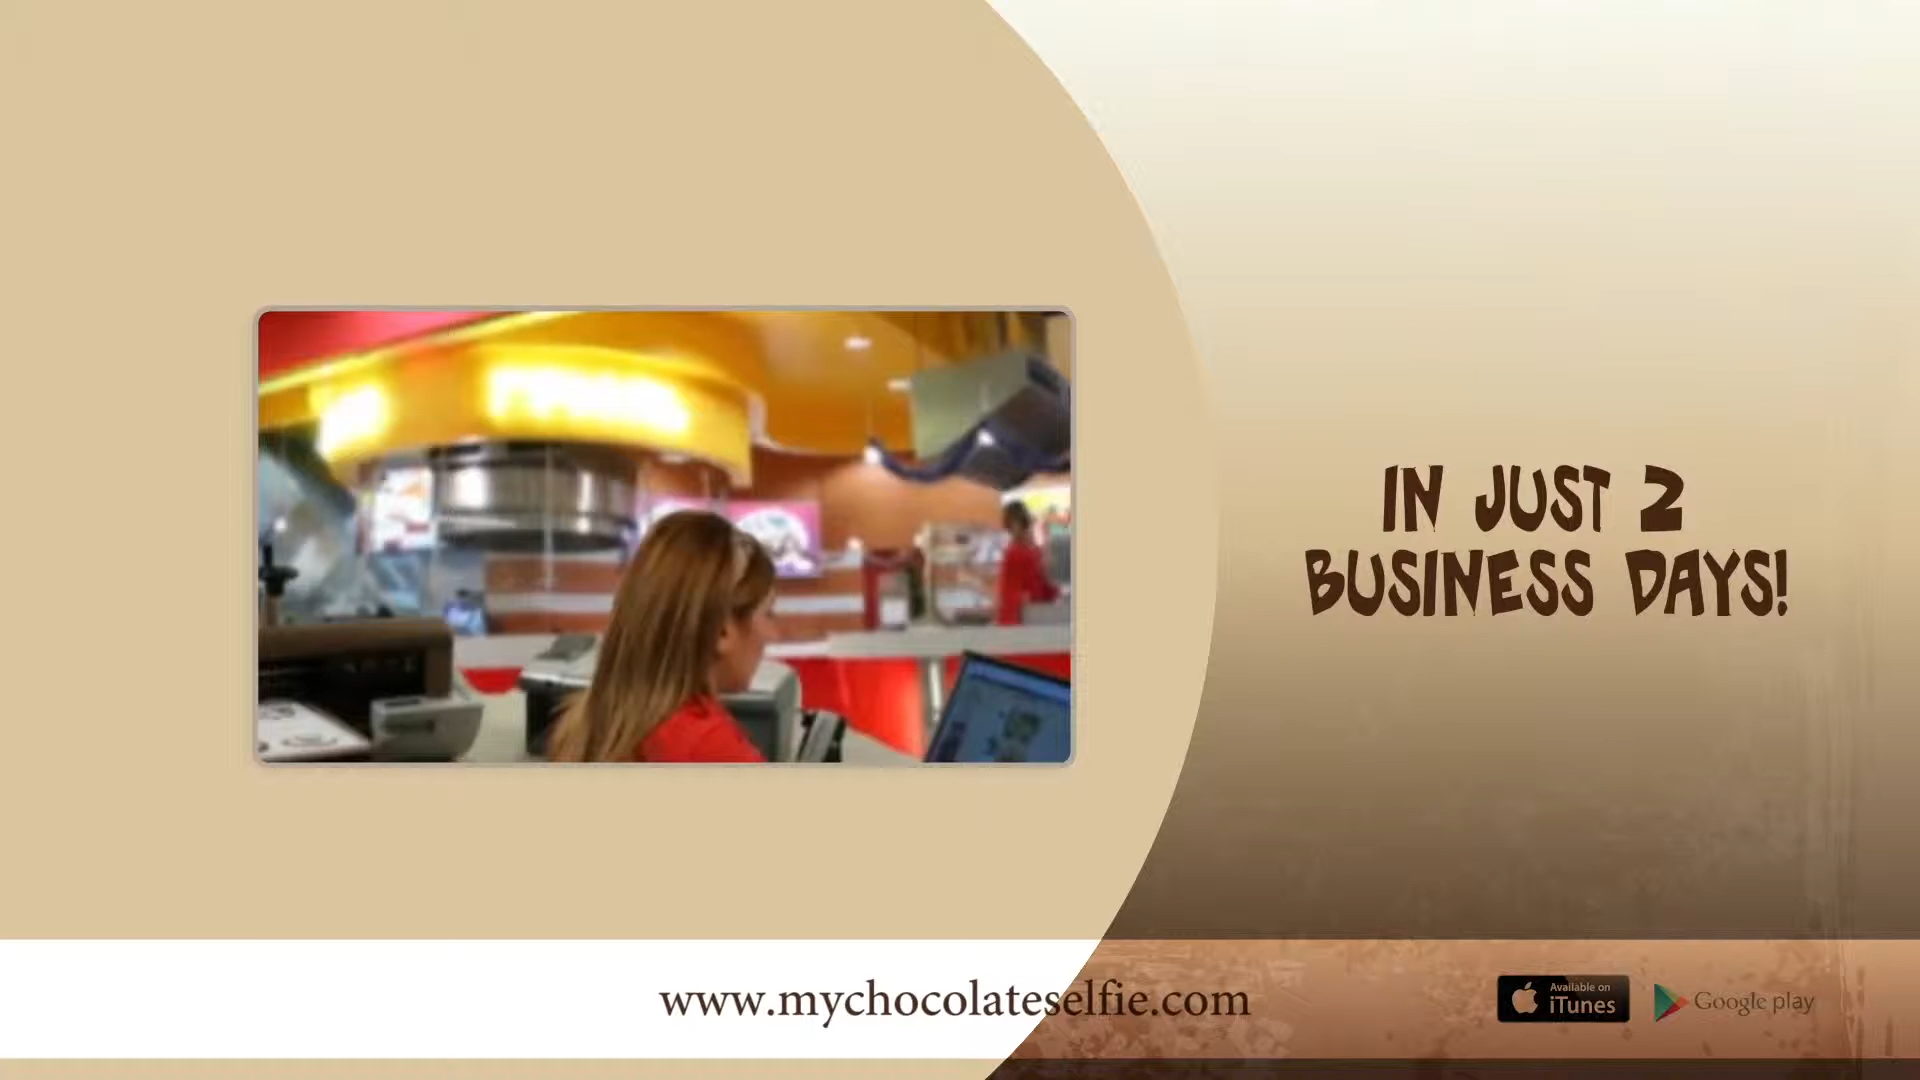 IN JUST 2
BUSINESS DAYS!
www.mychocolateselfie.com
Available on
iTunes
Google play